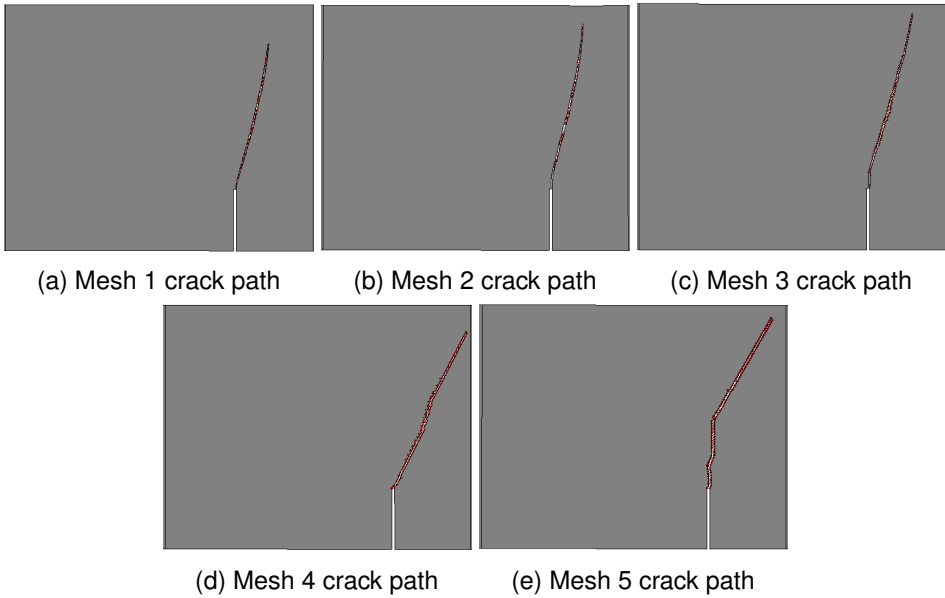 (a) Mesh 1 crack path
(b) Mesh 2 crack path
(c) Mesh 3 crack path
(d) Mesh 4 crack path
(e) Mesh 5 crack path